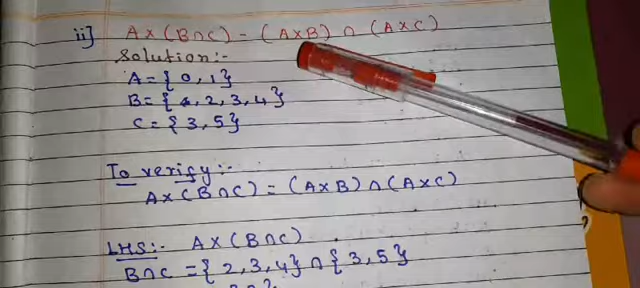 ii] A×(B∩C) = (A×B) ∩ (A×C)
Solution:-
A = {0,1}
B = {2,3,4}
C = {3,5}
To verify:-
A×(B∩C) = (A×B)∩(A×C)
LHS:- A×(B∩C)
B∩C = {2,3,4}∩{3,5}